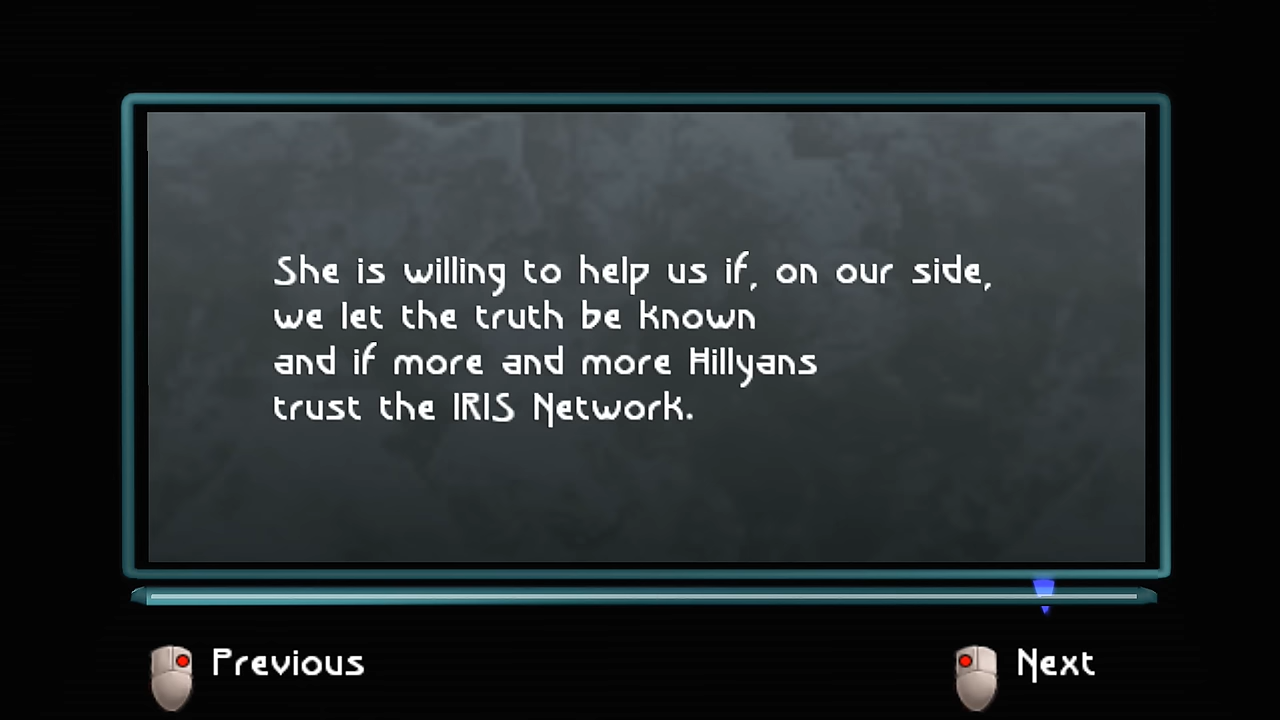 She is willing to help us if, on our side,
we let the truth be known
and if more and more Hillyans
trust the IRIS Network.
Previous
Next